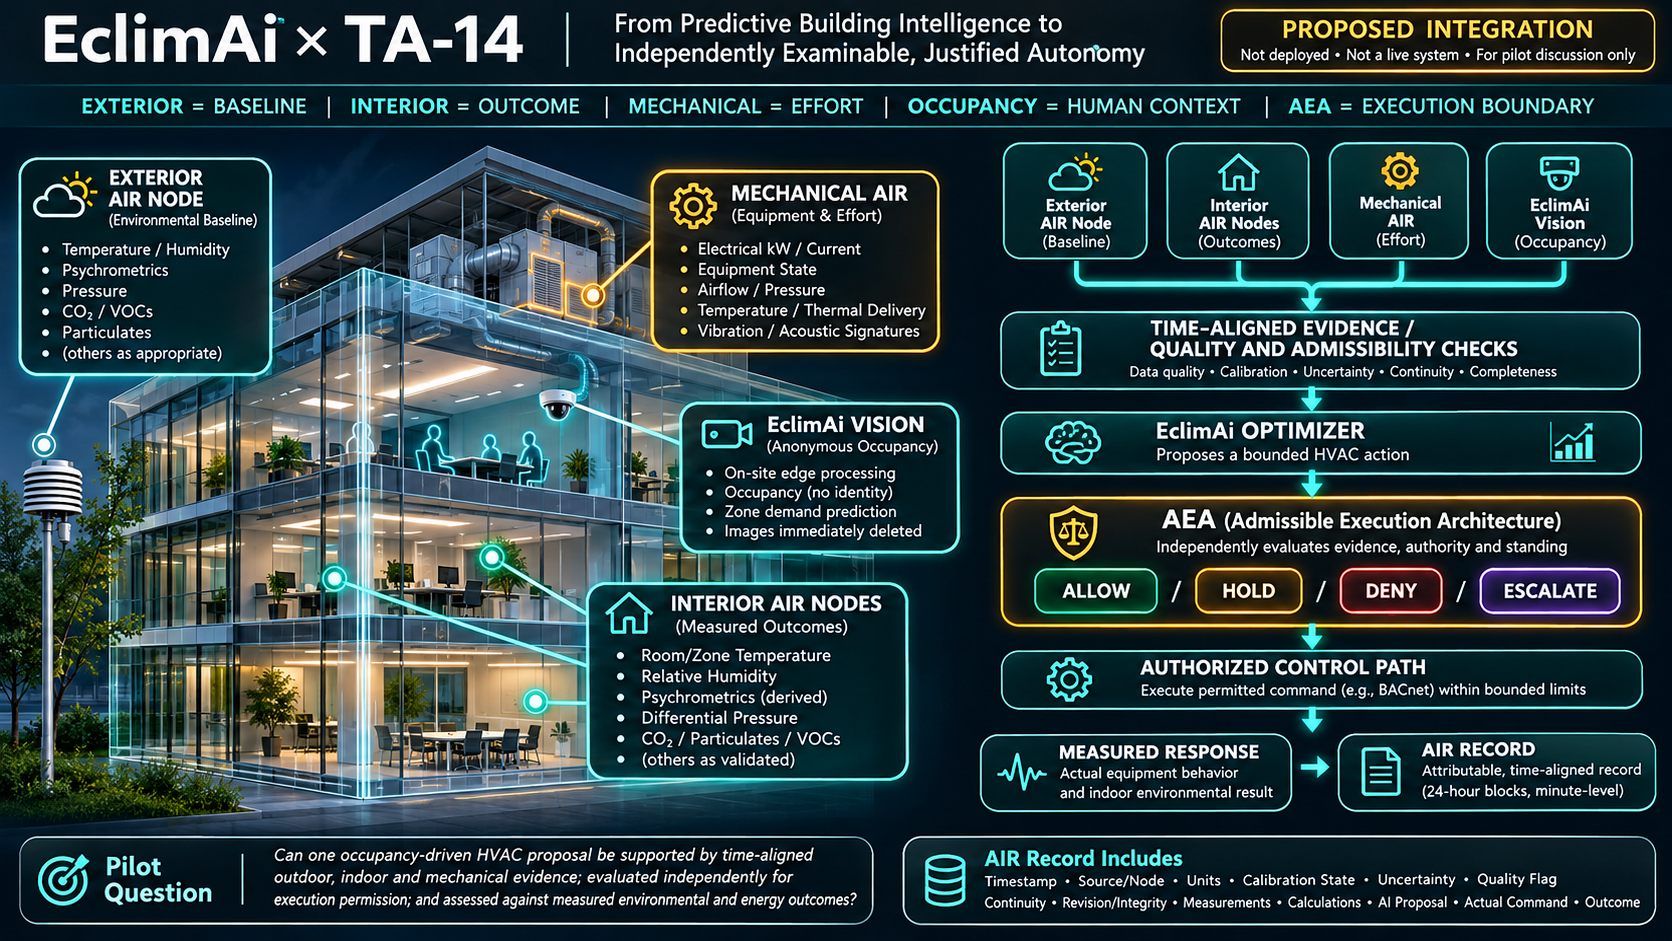 EclimAi × TA-14
From Predictive Building Intelligence to
Independently Examinable, Justified Autonomy
PROPOSED INTEGRATION
Not deployed • Not a live system • For pilot discussion only
EXTERIOR = BASELINE | INTERIOR = OUTCOME | MECHANICAL = EFFORT | OCCUPANCY = HUMAN CONTEXT | AEA = EXECUTION BOUNDARY
EXTERIOR
AIR NODE
(Environmental Baseline)
• Temperature / Humidity
• Psychrometrics
• Pressure
• CO₂ / VOCs
• Particulates
• (others as appropriate)
MECHANICAL AIR
(Equipment & Effort)
• Electrical kW / Current
• Equipment State
• Airflow / Pressure
• Temperature / Thermal Delivery
• Vibration / Acoustic Signatures
EclimAi VISION
(Anonymous Occupancy)
• On-site edge processing
• Occupancy (no identity)
• Zone demand prediction
• Images immediately deleted
INTERIOR AIR NODES
(Measured Outcomes)
• Room/Zone Temperature
• Relative Humidity
• Psychrometrics (derived)
• Differential Pressure
• CO₂ / Particulates / VOCs
• (others as validated)
Exterior
AIR Node
(Baseline)
Interior
AIR Nodes
(Outcomes)
Mechanical
AIR
(Effort)
EclimAi
Vision
(Occupancy)
TIME-ALIGNED EVIDENCE /
QUALITY AND ADMISSIBILITY CHECKS
Data quality • Calibration • Uncertainty • Continuity • Completeness
EclimAi OPTIMIZER
Proposes a bounded HVAC action
AEA (Admissible Execution Architecture)
Independently evaluates evidence, authority and standing
ALLOW / HOLD / DENY / ESCALATE
AUTHORIZED CONTROL PATH
Execute permitted command (e.g., BACnet) within bounded limits
MEASURED RESPONSE
Actual equipment behavior
and indoor environmental result
AIR RECORD
Attributable, time-aligned record
(24-hour blocks, minute-level)
Pilot
Question
Can one occupancy-driven HVAC proposal be supported by time-aligned
outdoor, indoor and mechanical evidence; evaluated independently for
execution permission; and assessed against measured environmental and energy outcomes?
AIR Record Includes
Timestamp • Source/Node • Units • Calibration State • Uncertainty • Quality Flag
Continuity • Revision/Integrity • Measurements • Calculations • AI Proposal • Actual Command • Outcome